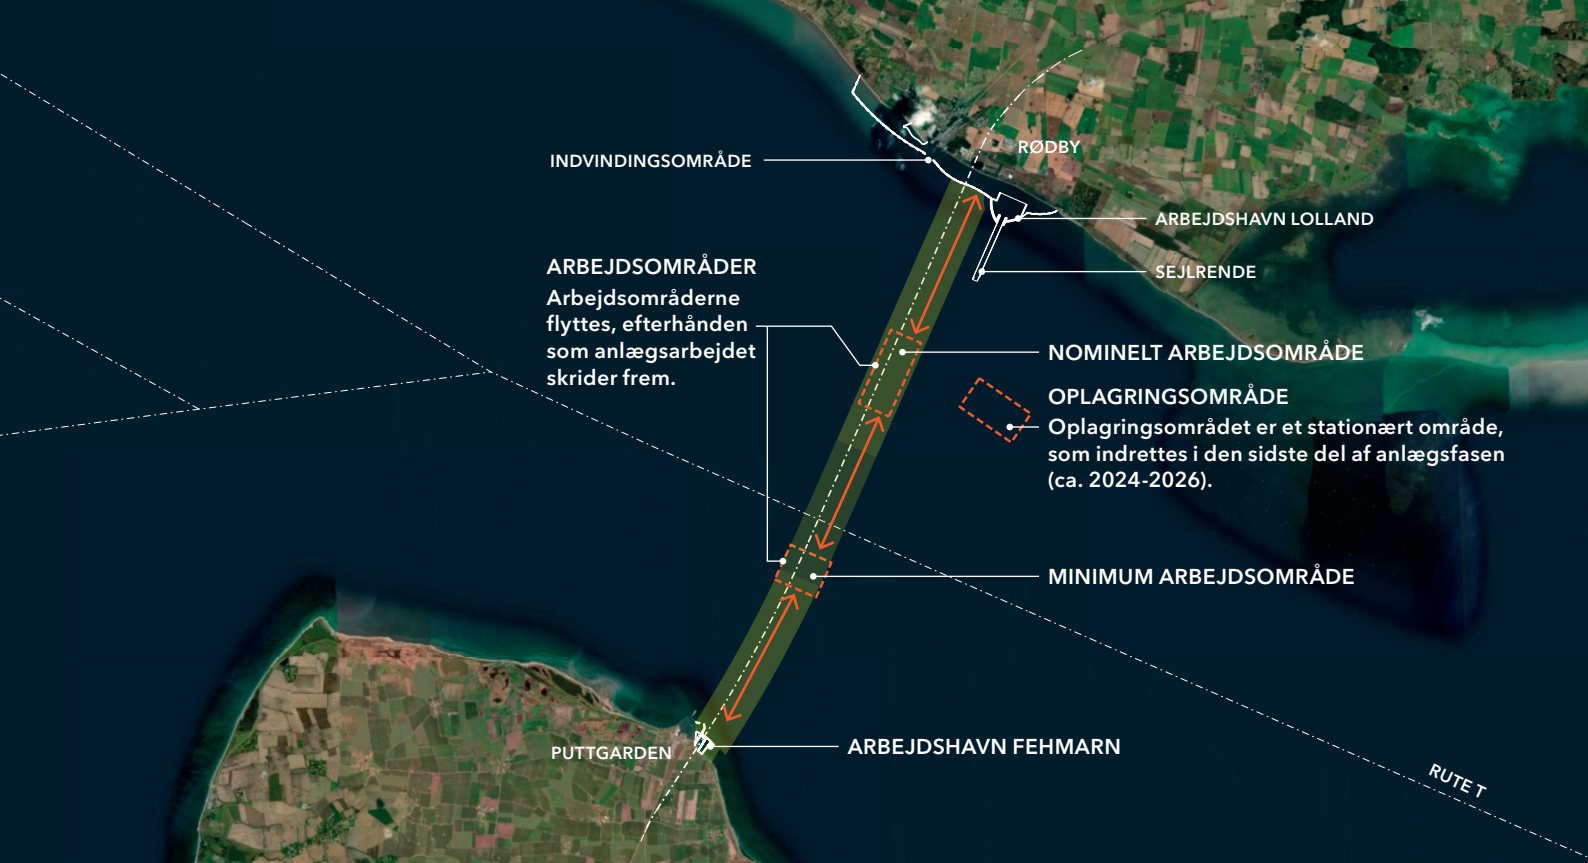 RØDBY
INDVINDINGSOMRÅDE
ARBEJDSHAVN LOLLAND
SEJLRENDE
ARBEJDSOMRÅDER
Arbejdsområderne
flyttes, efterhånden
som anlægsarbejdet
skrider frem.
NOMINELT ARBEJDSOMRÅDE
OPLAGRINGSOMRÅDE
Oplagringsområdet er et stationært område,
som indrettes i den sidste del af anlægsfasen
(ca. 2024-2026).
MINIMUM ARBEJDSOMRÅDE
PUTTGARDEN
ARBEJDSHAVN FEHMARN
RUTE T